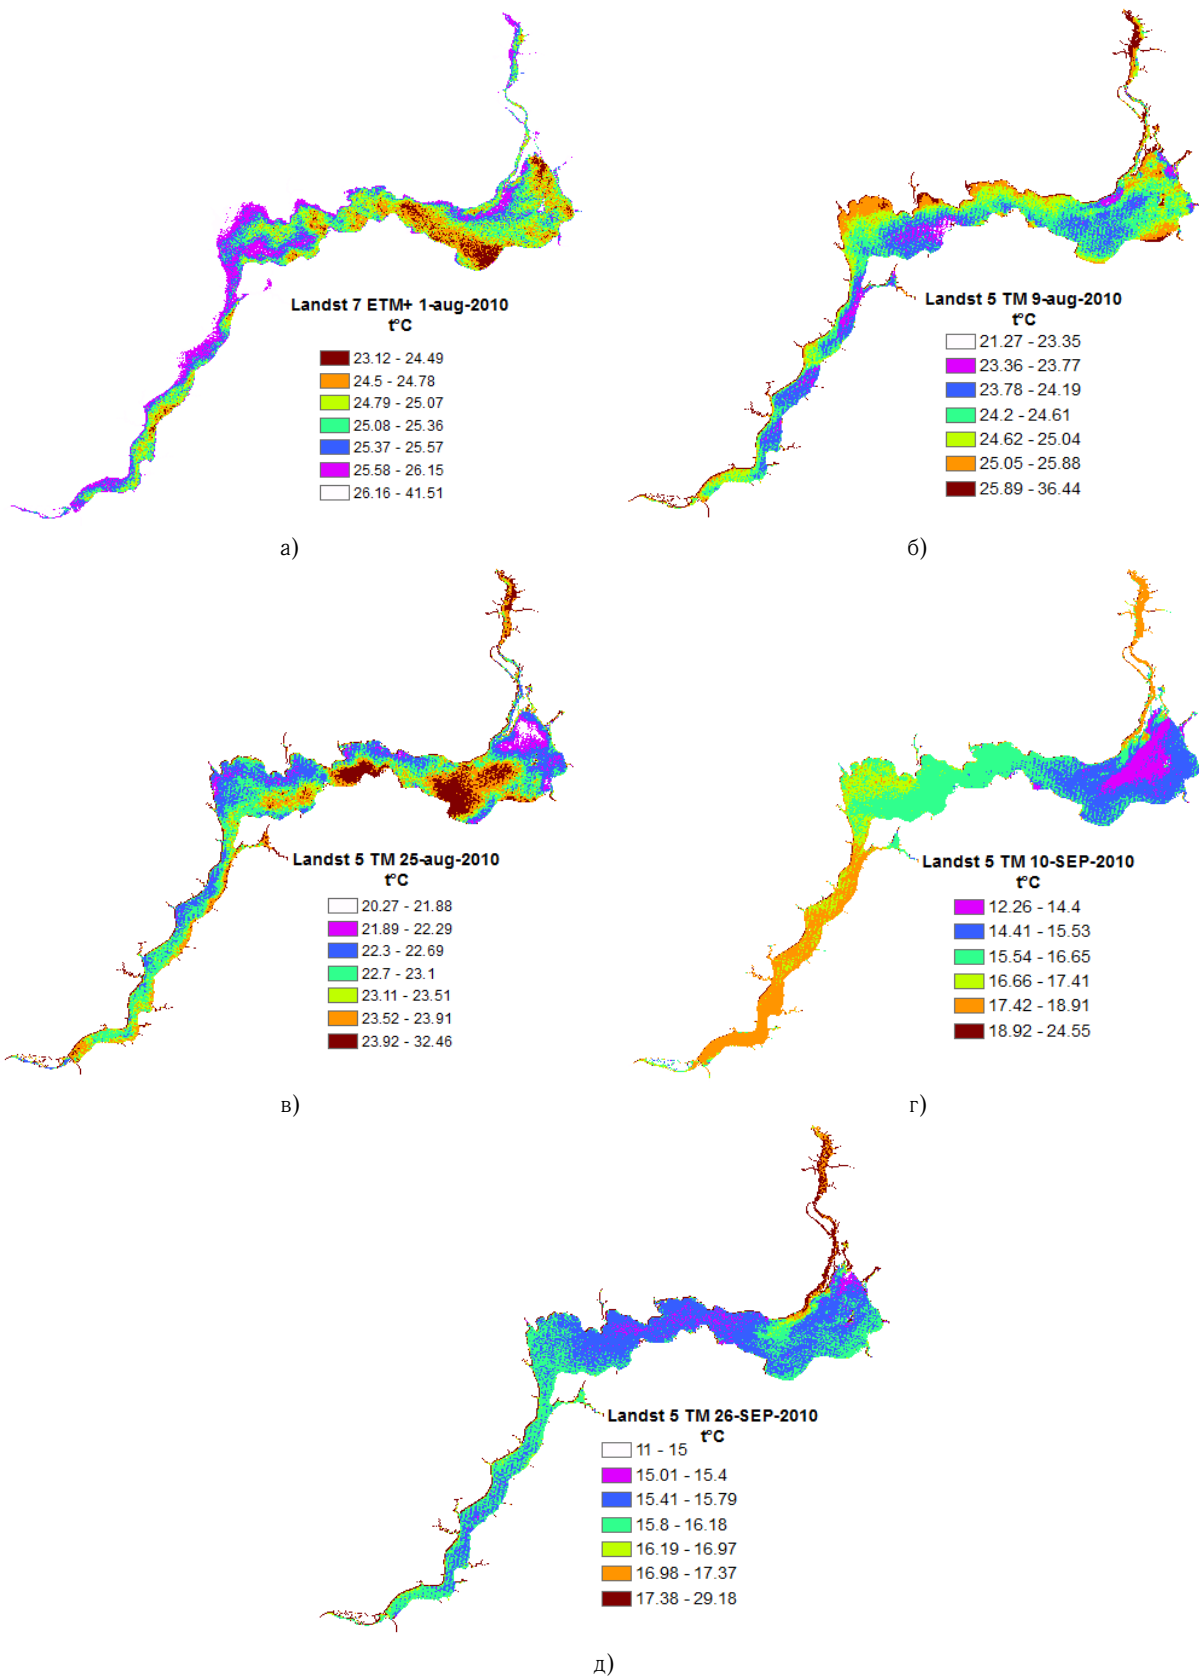 Landst 7 ETM+ 1-aug-2010
t°C
23.12 - 24.49
24.5 - 24.78
24.79 - 25.07
25.08 - 25.36
25.37 - 25.57
25.58 - 26.15
26.16 - 41.51
а)
Landst 5 TM 9-aug-2010
t°C
21.27 - 23.35
23.36 - 23.77
23.78 - 24.19
24.2 - 24.61
24.62 - 25.04
25.05 - 25.88
25.89 - 36.44
б)
Landst 5 TM 25-aug-2010
t°C
20.27 - 21.88
21.89 - 22.29
22.3 - 22.69
22.7 - 23.1
23.11 - 23.51
23.52 - 23.91
23.92 - 32.46
в)
Landst 5 TM 10-SEP-2010
t°C
12.26 - 14.4
14.41 - 15.53
15.54 - 16.65
16.66 - 17.41
17.42 - 18.91
18.92 - 24.55
г)
Landst 5 TM 26-SEP-2010
t°C
11 - 15
15.01 - 15.4
15.41 - 15.79
15.8 - 16.18
16.19 - 16.97
16.98 - 17.37
17.38 - 29.18
д)